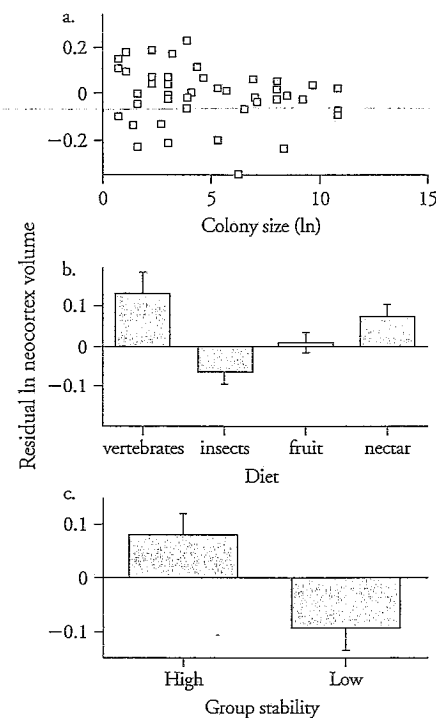 a.
0.2
0
−0.2
0 5 10 15
Colony size (ln)
Residual ln neocortex volume
b.
0.1
0
−0.1
vertebrates insects fruit nectar
Diet
c.
0.1
0
−0.1
High Low
Group stability